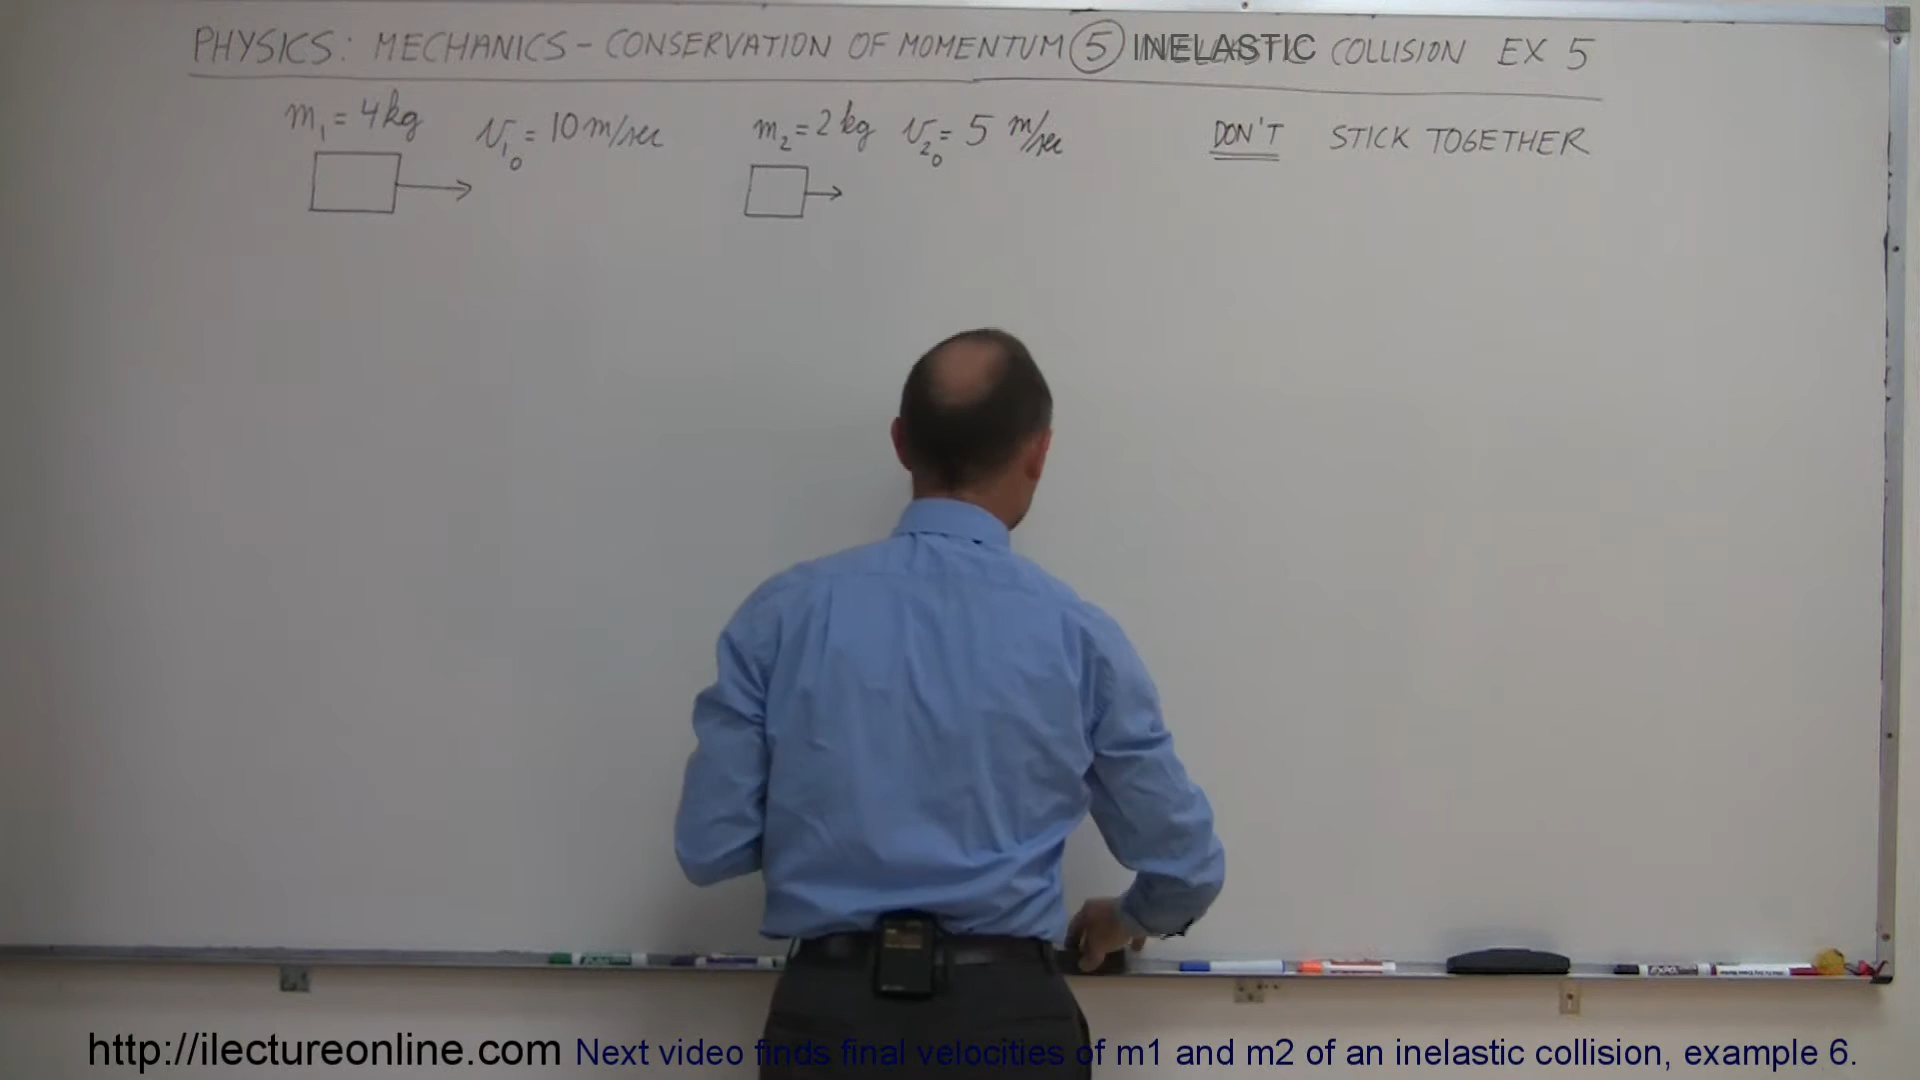 PHYSICS: MECHANICS - CONSERVATION OF MOMENTUM ⑤ INELASTIC COLLISION EX 5
m₁ = 4 kg v₁₀ = 10 m/sec m₂ = 2 kg v₂₀ = 5 m/sec DON'T STICK TOGETHER
http://ilectureonline.com Next video finds final velocities of m1 and m2 of an inelastic collision, example 6.